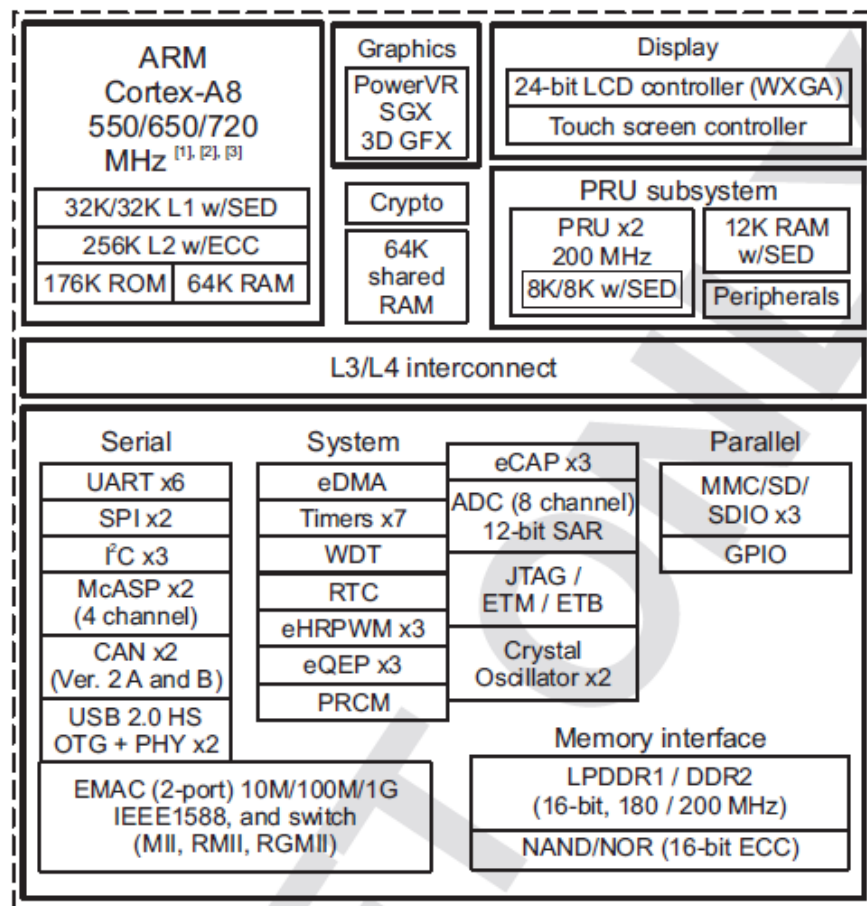 ARM
Cortex-A8
550/650/720
MHz [1], [2], [3]
32K/32K L1 w/SED
256K L2 w/ECC
176K ROM
64K RAM
Graphics
PowerVR
SGX
3D GFX
Crypto
64K
shared
RAM
Display
24-bit LCD controller (WXGA)
Touch screen controller
PRU subsystem
PRU x2
200 MHz
8K/8K w/SED
12K RAM
w/SED
Peripherals
L3/L4 interconnect
Serial
UART x6
SPI x2
I²C x3
McASP x2
(4 channel)
CAN x2
(Ver. 2 A and B)
USB 2.0 HS
OTG + PHY x2
EMAC (2-port) 10M/100M/1G
IEEE1588, and switch
(MII, RMII, RGMII)
System
eDMA
Timers x7
WDT
RTC
eHRPWM x3
eQEP x3
PRCM
eCAP x3
ADC (8 channel)
12-bit SAR
JTAG /
ETM / ETB
Crystal
Oscillator x2
Parallel
MMC/SD/
SDIO x3
GPIO
Memory interface
LPDDR1 / DDR2
(16-bit, 180 / 200 MHz)
NAND/NOR (16-bit ECC)
T ONLY